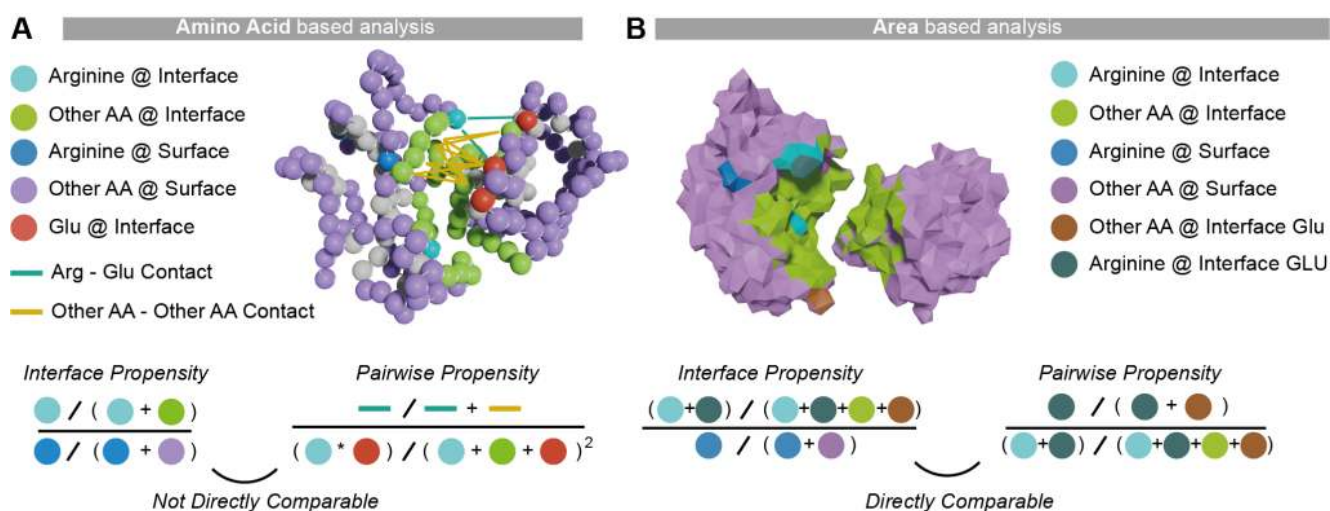 A
Amino Acid based analysis
Arginine @ Interface
Other AA @ Interface
Arginine @ Surface
Other AA @ Surface
Glu @ Interface
Arg - Glu Contact
Other AA - Other AA Contact
Interface Propensity
/ ( + )
/ ( + )
Pairwise Propensity
/ +
( * ) / ( + + )2
Not Directly Comparable
B
Area based analysis
Arginine @ Interface
Other AA @ Interface
Arginine @ Surface
Other AA @ Surface
Other AA @ Interface Glu
Arginine @ Interface GLU
Interface Propensity
( + ) / ( + + + )
/ ( + )
Pairwise Propensity
/ ( + )
( + ) / ( + + + )
Directly Comparable